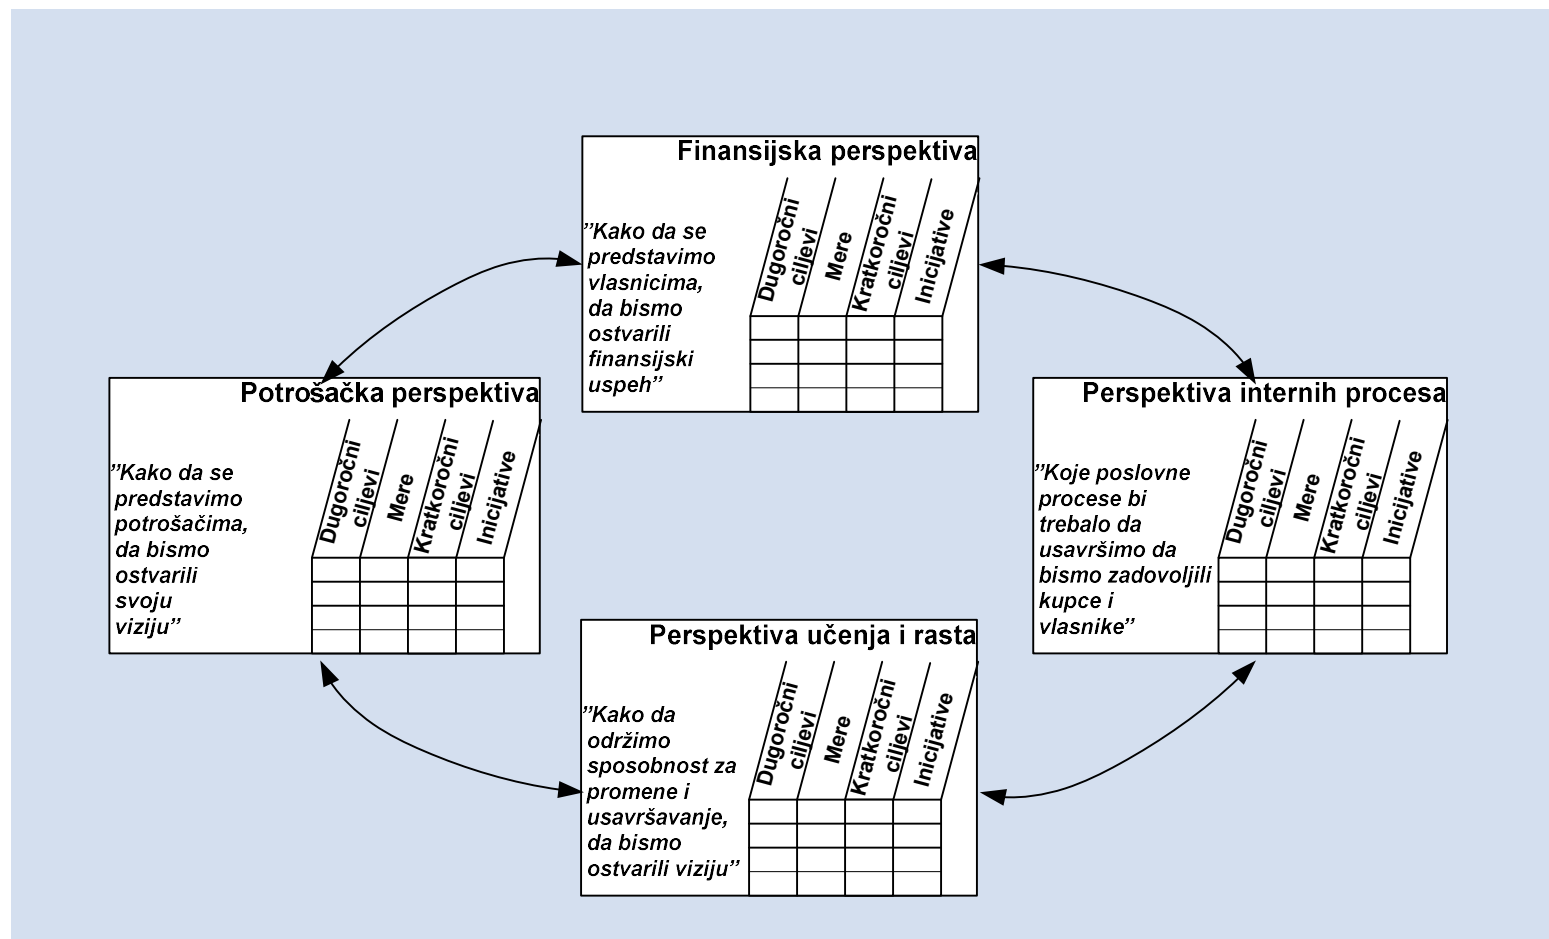 Finansijska perspektiva
”Kako da se
predstavimo
vlasnicima,
da bismo
ostvarili
finansijski
uspeh”
Dugoročni
ciljevi
Mere
Kratkoročni
ciljevi
Inicijative
Potrošačka perspektiva
”Kako da se
predstavimo
potrošačima,
da bismo
ostvarili
svoju
viziju”
Dugoročni
ciljevi
Mere
Kratkoročni
ciljevi
Inicijative
Perspektiva internih procesa
”Koje poslovne
procese bi
trebalo da
usavršimo da
bismo zadovoljili
kupce i
vlasnike”
Dugoročni
ciljevi
Mere
Kratkoročni
ciljevi
Inicijative
Perspektiva učenja i rasta
”Kako da
održimo
sposobnost za
promene i
usavršavanje,
da bismo
ostvarili viziju”
Dugoročni
ciljevi
Mere
Kratkoročni
ciljevi
Inicijative